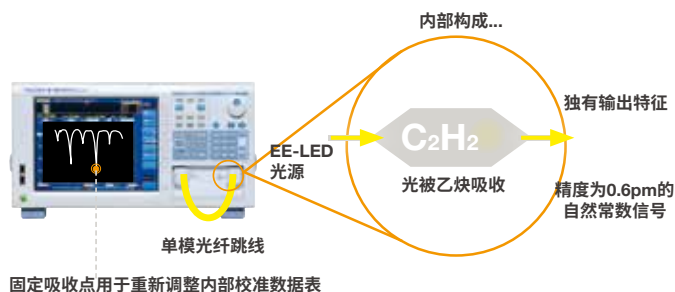 内部构成...
独有输出特征
C₂H₂
EE-LED
光源
光被乙炔吸收
精度为0.6pm的
自然常数信号
单模光纤跳线
固定吸收点用于重新调整内部校准数据表